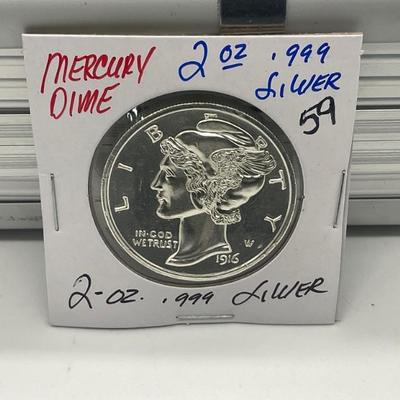 MERCURY
DIME
2 oz .999
SILVER
59
LIBERTY
IN·GOD
WE TRUST
1916
2-oz. .999 SILVER